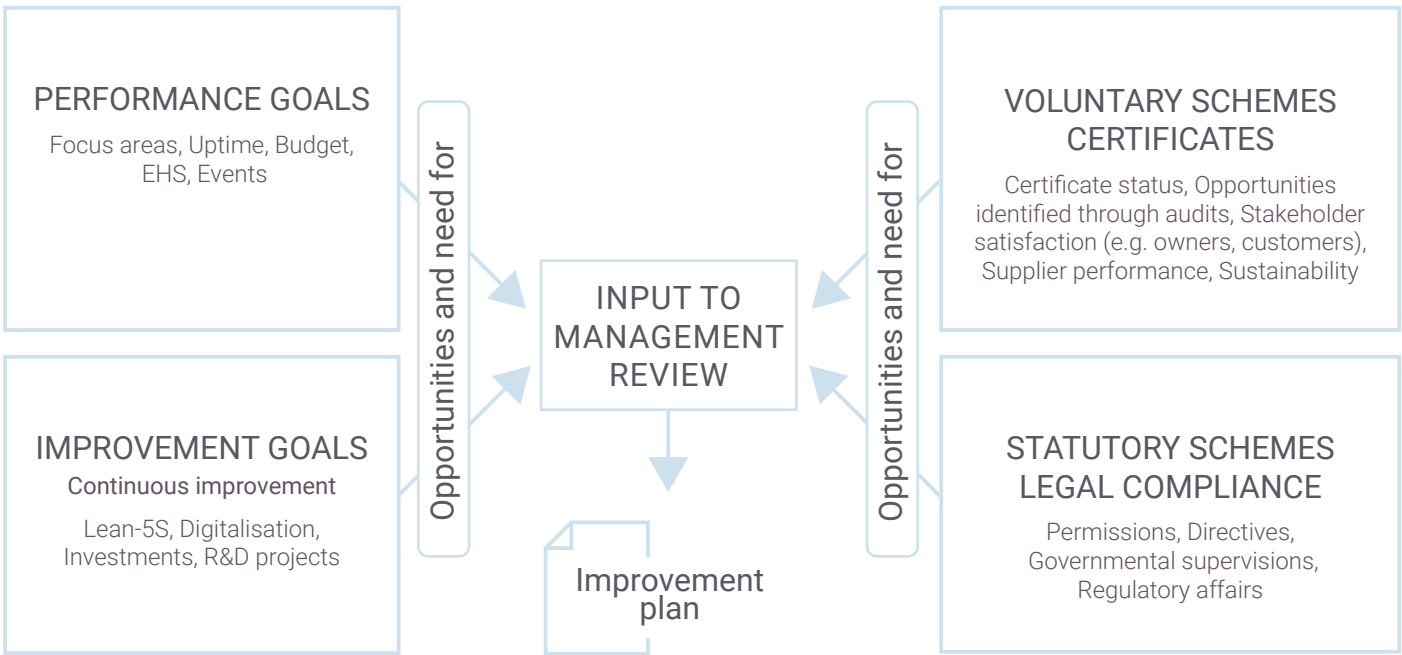 PERFORMANCE GOALS
Focus areas, Uptime, Budget,
EHS, Events
IMPROVEMENT GOALS
Continuous improvement
Lean-5S, Digitalisation,
Investments, R&D projects
Opportunities and need for
INPUT TO
MANAGEMENT
REVIEW
Improvement
plan
Opportunities and need for
VOLUNTARY SCHEMES
CERTIFICATES
Certificate status, Opportunities
identified through audits, Stakeholder
satisfaction (e.g. owners, customers),
Supplier performance, Sustainability
STATUTORY SCHEMES
LEGAL COMPLIANCE
Permissions, Directives,
Governmental supervisions,
Regulatory affairs